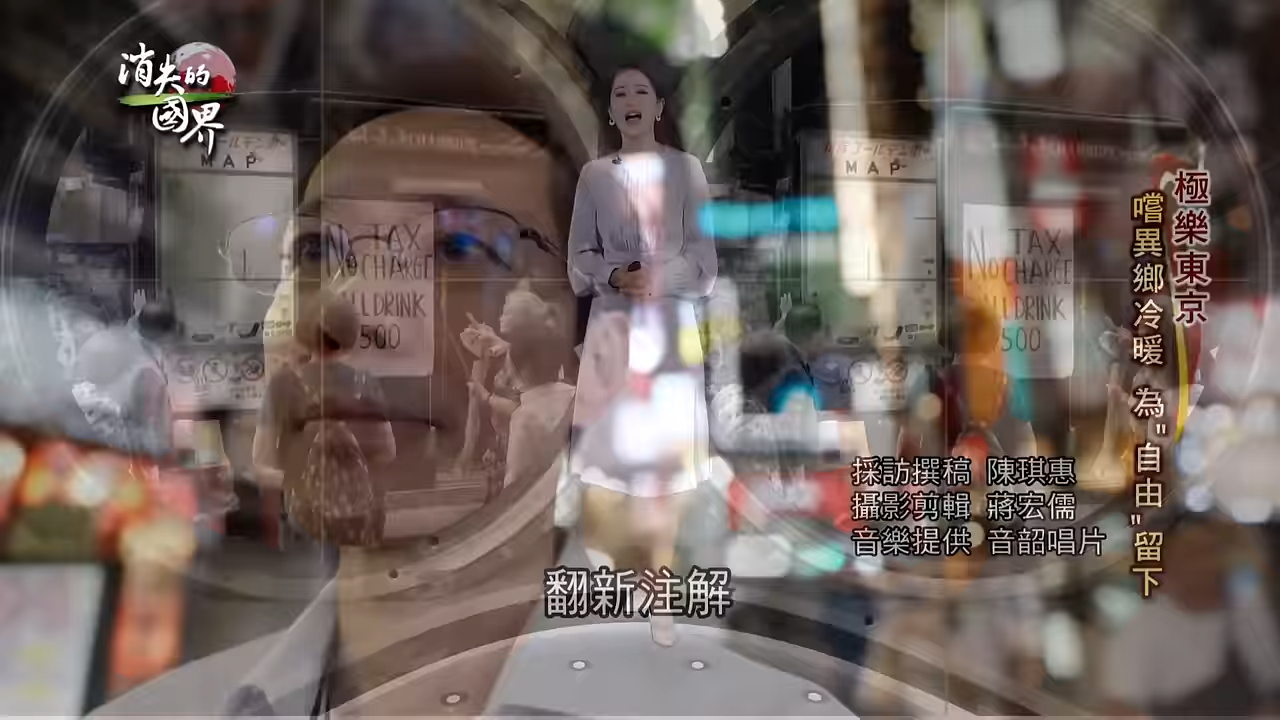 消失的
國界
MAP
NO TAX
NO CHARGE
ALL DRINK
500
MAP
NO TAX
NO CHARGE
ALL DRINK
500
極樂東京
嚐異鄉冷暖 為"自由"留下
採訪撰稿 陳琪惠
攝影剪輯 蔣宏儒
音樂提供 音韶唱片
翻新注解